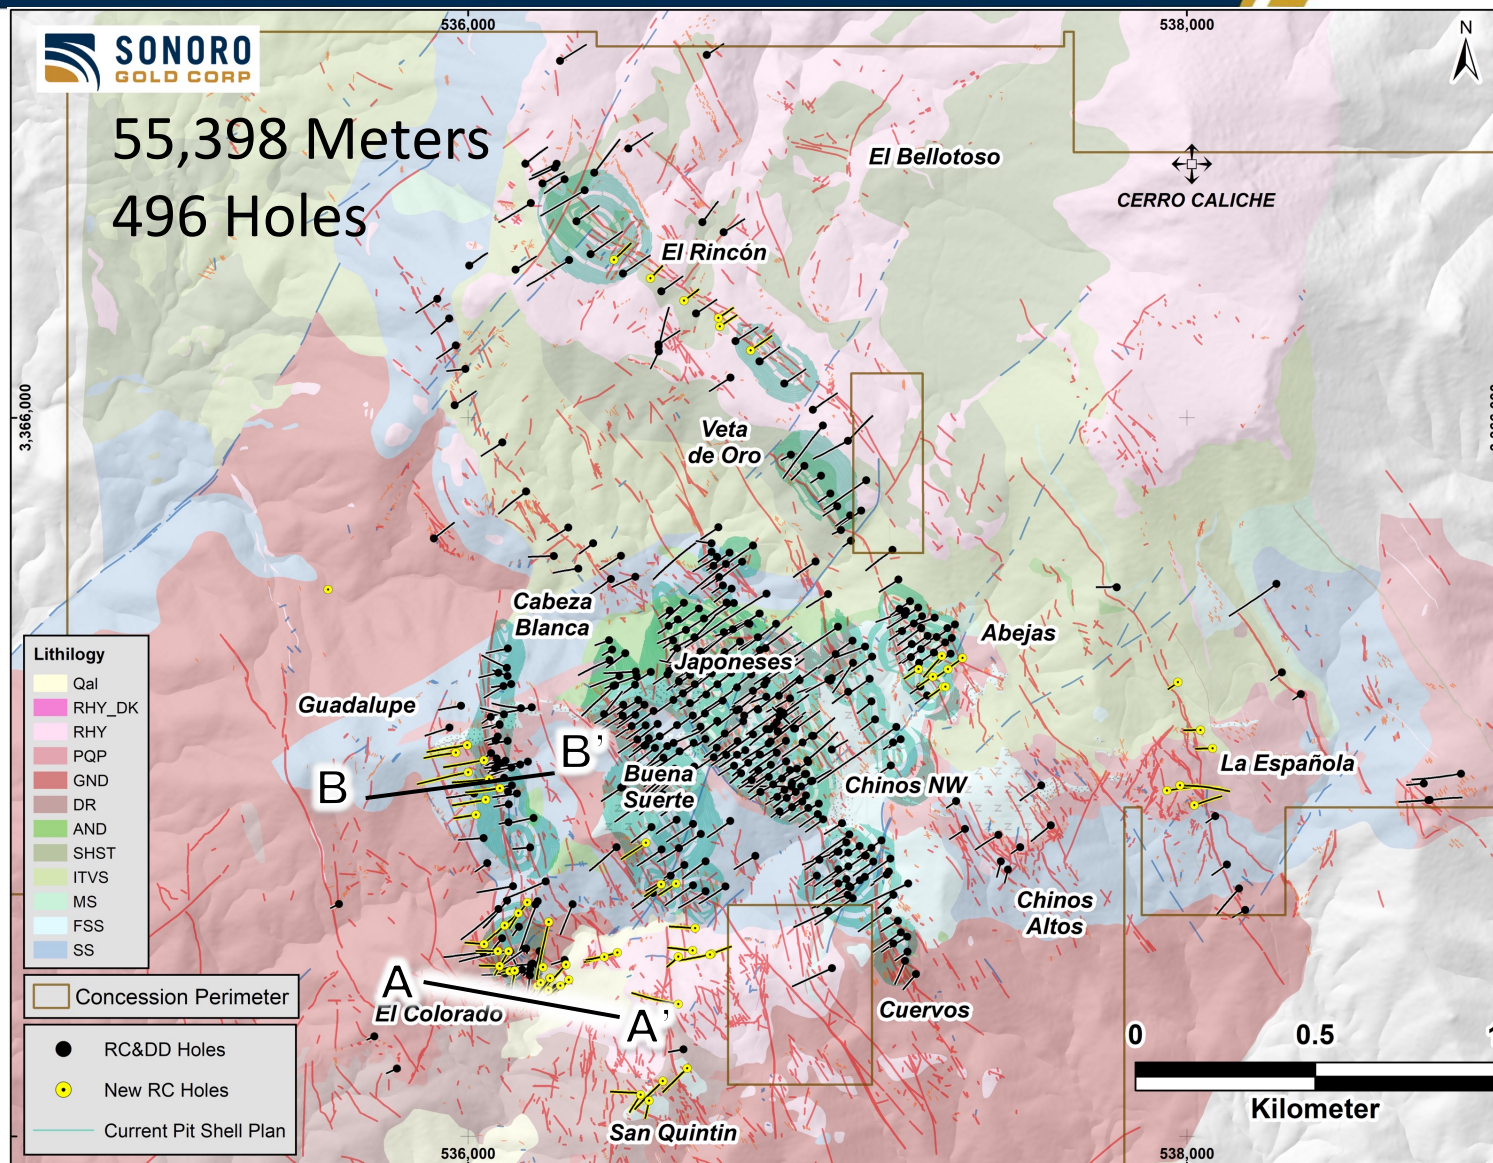 536,000
538,000
N
SONORO
GOLD CORP
55,398 Meters
496 Holes
El Bellotoso
CERRO CALICHE
El Rincón
3,366,000
Veta
de Oro
Cabeza
Blanca
Abejas
Japoneses
Guadalupe
B
B'
Buena
Suerte
Chinos NW
La Española
Chinos
Altos
A
A'
El Colorado
Cuervos
San Quintin
Lithilogy
Qal
RHY_DK
RHY
PQP
GND
DR
AND
SHST
ITVS
MS
FSS
SS
Concession Perimeter
RC&DD Holes
New RC Holes
Current Pit Shell Plan
0
0.5
Kilometer
536,000
538,000